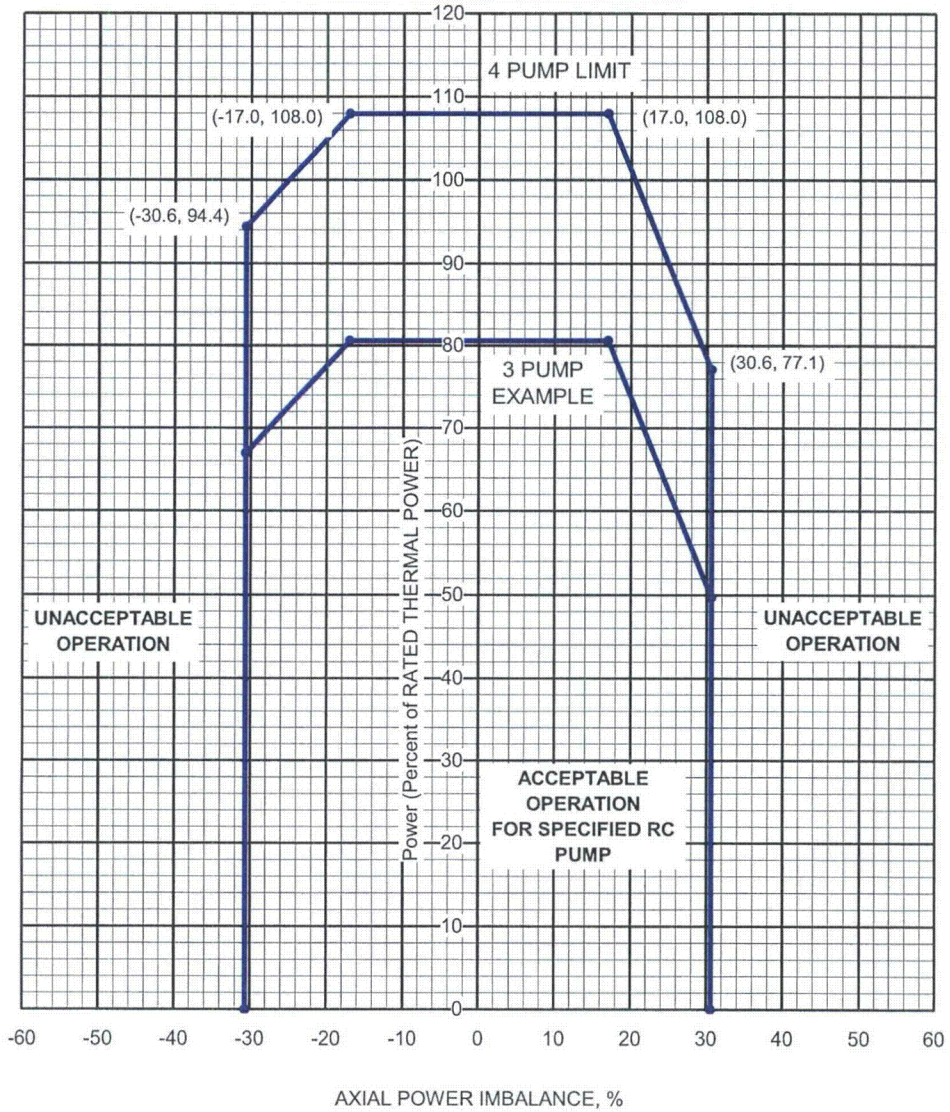 120
4 PUMP LIMIT
110
(-17.0, 108.0)
(17.0, 108.0)
100
(-30.6, 94.4)
90
80
(30.6, 77.1)
3 PUMP
EXAMPLE
70
Power (Percent of RATED THERMAL POWER)
60
50
UNACCEPTABLE
OPERATION
UNACCEPTABLE
OPERATION
40
30
ACCEPTABLE
OPERATION
FOR SPECIFIED RC
PUMP
20
10
0
-60 -50 -40 -30 -20 -10 0 10 20 30 40 50 60
AXIAL POWER IMBALANCE, %